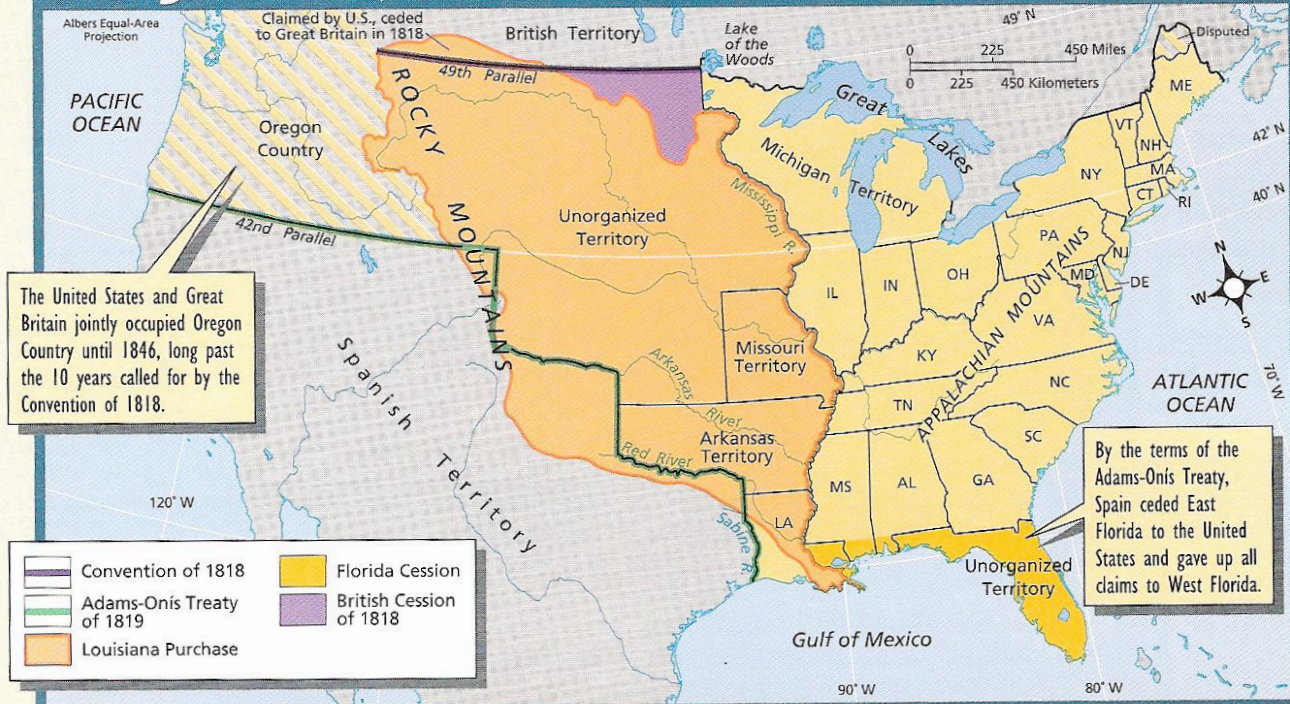 Albers Equal-Area
Projection
Claimed by U.S., ceded
to Great Britain in 1818
British Territory
Lake
of the
Woods
49° N
0 225 450 Miles
0 225 450 Kilometers
Disputed
PACIFIC
OCEAN
49th Parallel
ROCKY MOUNTAINS
Oregon
Country
Great Lakes
ME
VT
NH
42° N
MA
NY
CT
RI
40° N
Michigan Territory
Mississippi R.
Unorganized
Territory
42nd Parallel
PA
NJ
OH
MD
DE
IL
IN
VA
N
E
W
S
The United States and Great
Britain jointly occupied Oregon
Country until 1846, long past
the 10 years called for by the
Convention of 1818.
Spanish Territory
Missouri
Territory
KY
APPALACHIAN MOUNTAINS
NC
TN
70° W
ATLANTIC
OCEAN
Arkansas River
Arkansas
Territory
Red River
SC
MS
AL
GA
By the terms of the
Adams-Onís Treaty,
Spain ceded East
Florida to the United
States and gave up all
claims to West Florida.
120° W
LA
Sabine R.
Unorganized
Territory
Convention of 1818
Adams-Onís Treaty
of 1819
Louisiana Purchase
Florida Cession
British Cession
of 1818
Gulf of Mexico
90° W
80° W